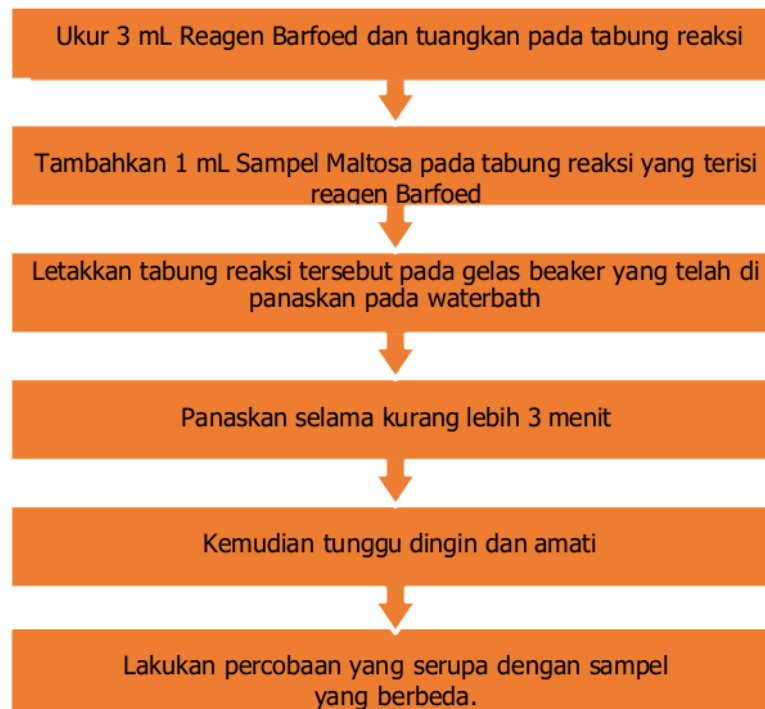 Ukur 3 mL Reagen Barfoed dan tuangkan pada tabung reaksi
Tambahkan 1 mL Sampel Maltosa pada tabung reaksi yang terisi
reagen Barfoed
Letakkan tabung reaksi tersebut pada gelas beaker yang telah di
panaskan pada waterbath
Panaskan selama kurang lebih 3 menit
Kemudian tunggu dingin dan amati
Lakukan percobaan yang serupa dengan sampel
yang berbeda.